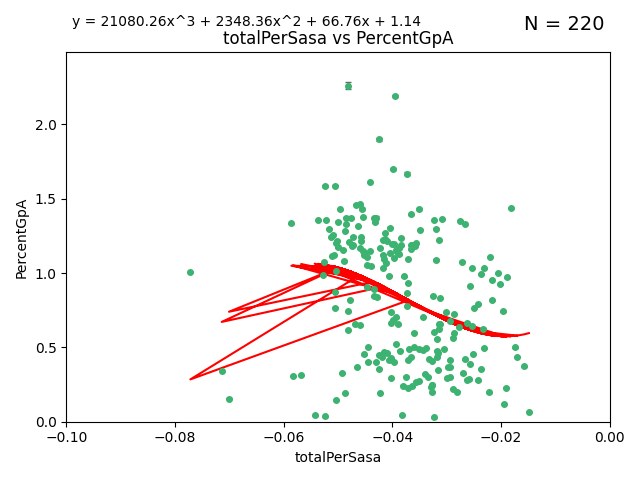 y = 21080.26x^3 + 2348.36x^2 + 66.76x + 1.14
N = 220
totalPerSasa vs PercentGpA
PercentGpA
2.0
1.5
1.0
0.5
0.0
−0.10 −0.08 −0.06 −0.04 −0.02 0.00
totalPerSasa